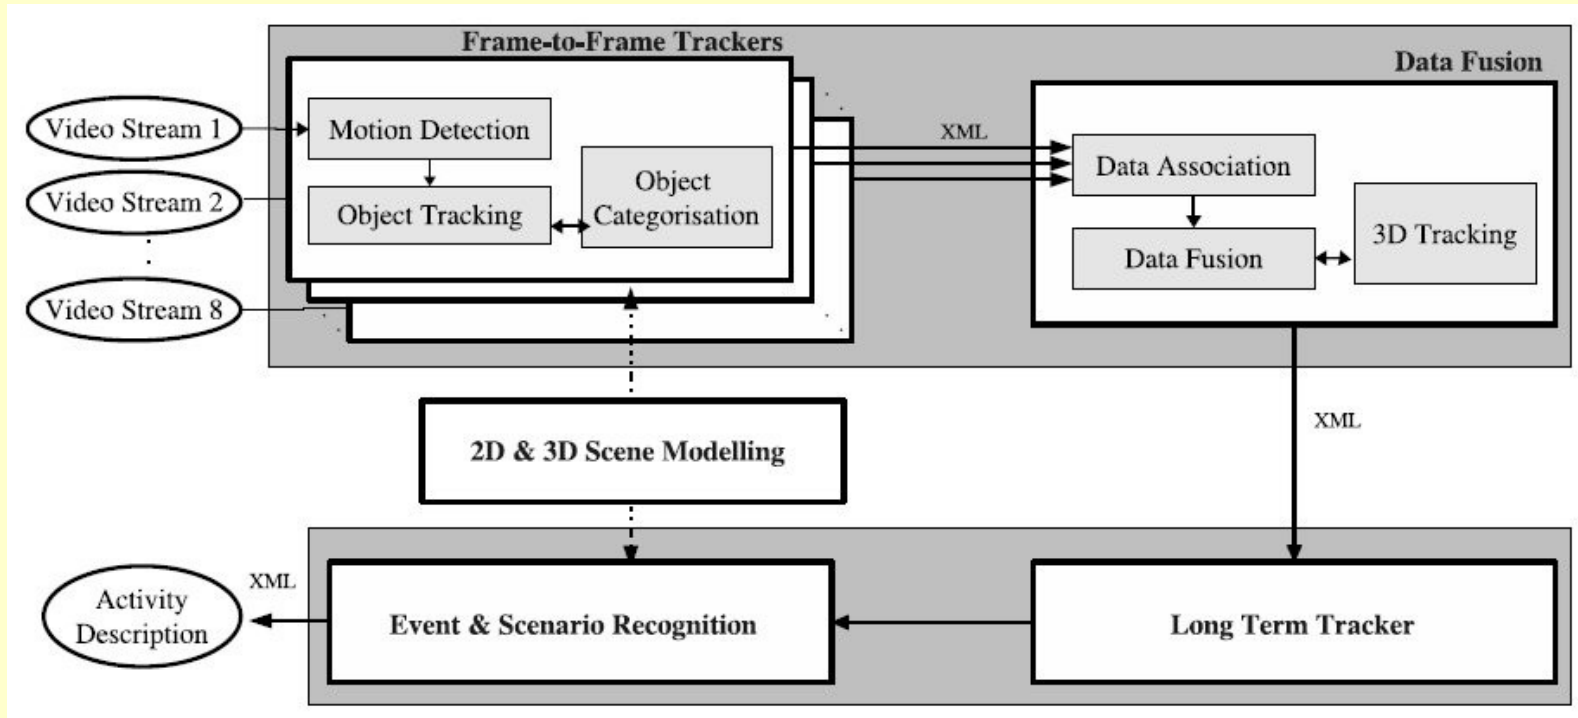 Frame-to-Frame Trackers
Data Fusion
Video Stream 1
Motion Detection
XML
Data Association
Object
Categorisation
Video Stream 2
Object Tracking
3D Tracking
Data Fusion
Video Stream 8
XML
2D & 3D Scene Modelling
XML
Activity
Description
Event & Scenario Recognition
Long Term Tracker